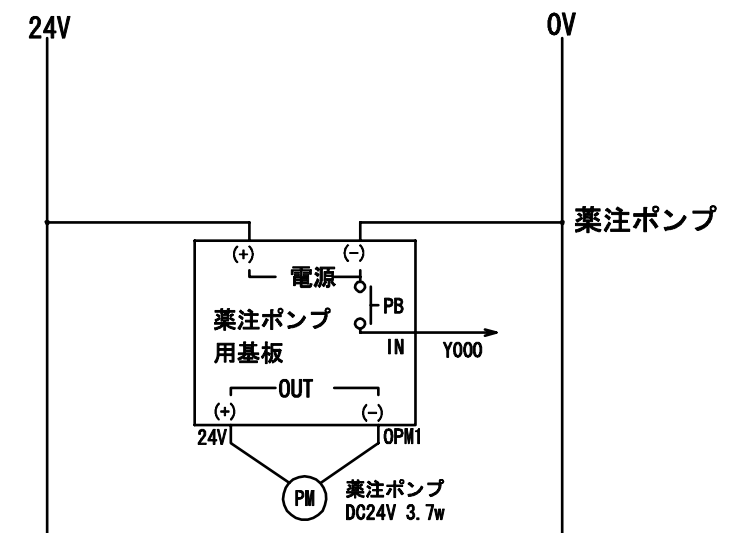 24V
0V
薬注ポンプ
(+)
(-)
電源
PB
薬注ポンプ
用基板
IN
Y000
OUT
(+)
(-)
24V
OPM1
PM
薬注ポンプ
DC24V 3.7w